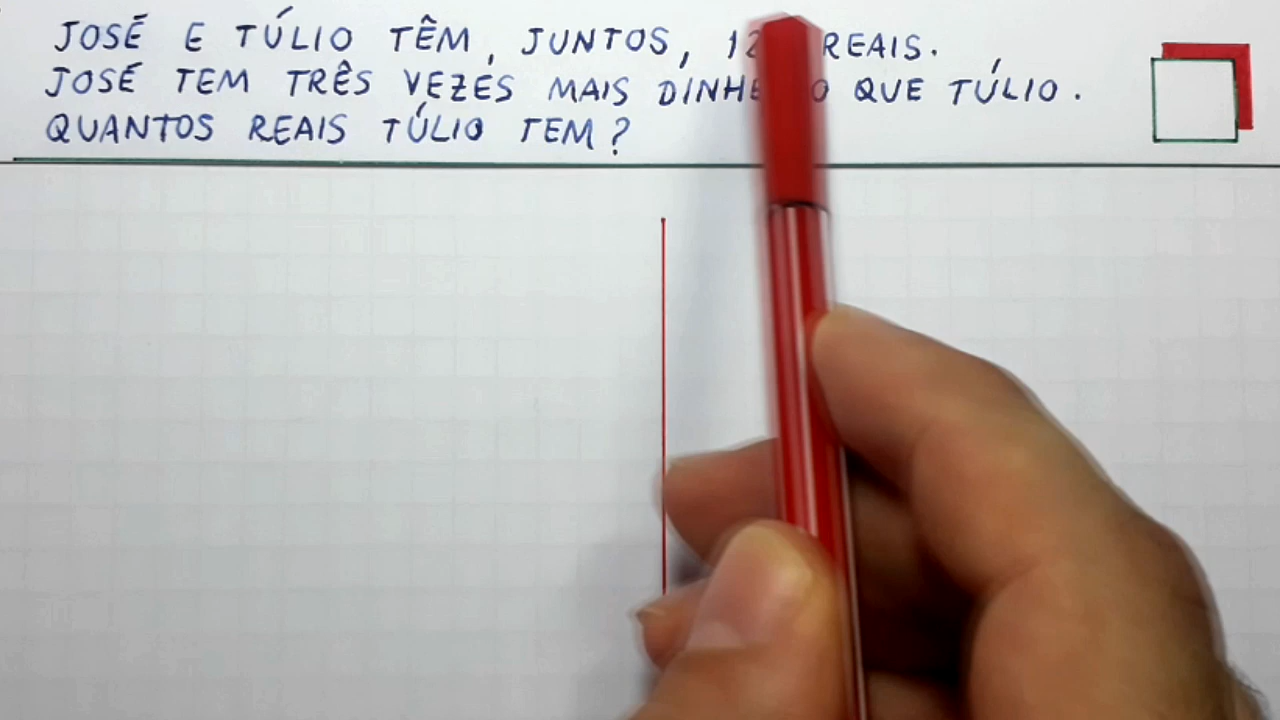 JOSÉ E TÚLIO TÊM, JUNTOS, REAIS.
JOSÉ TEM TRÊS VEZES MAIS QUE TÚLIO.
QUANTOS REAIS TÚLIO TEM?